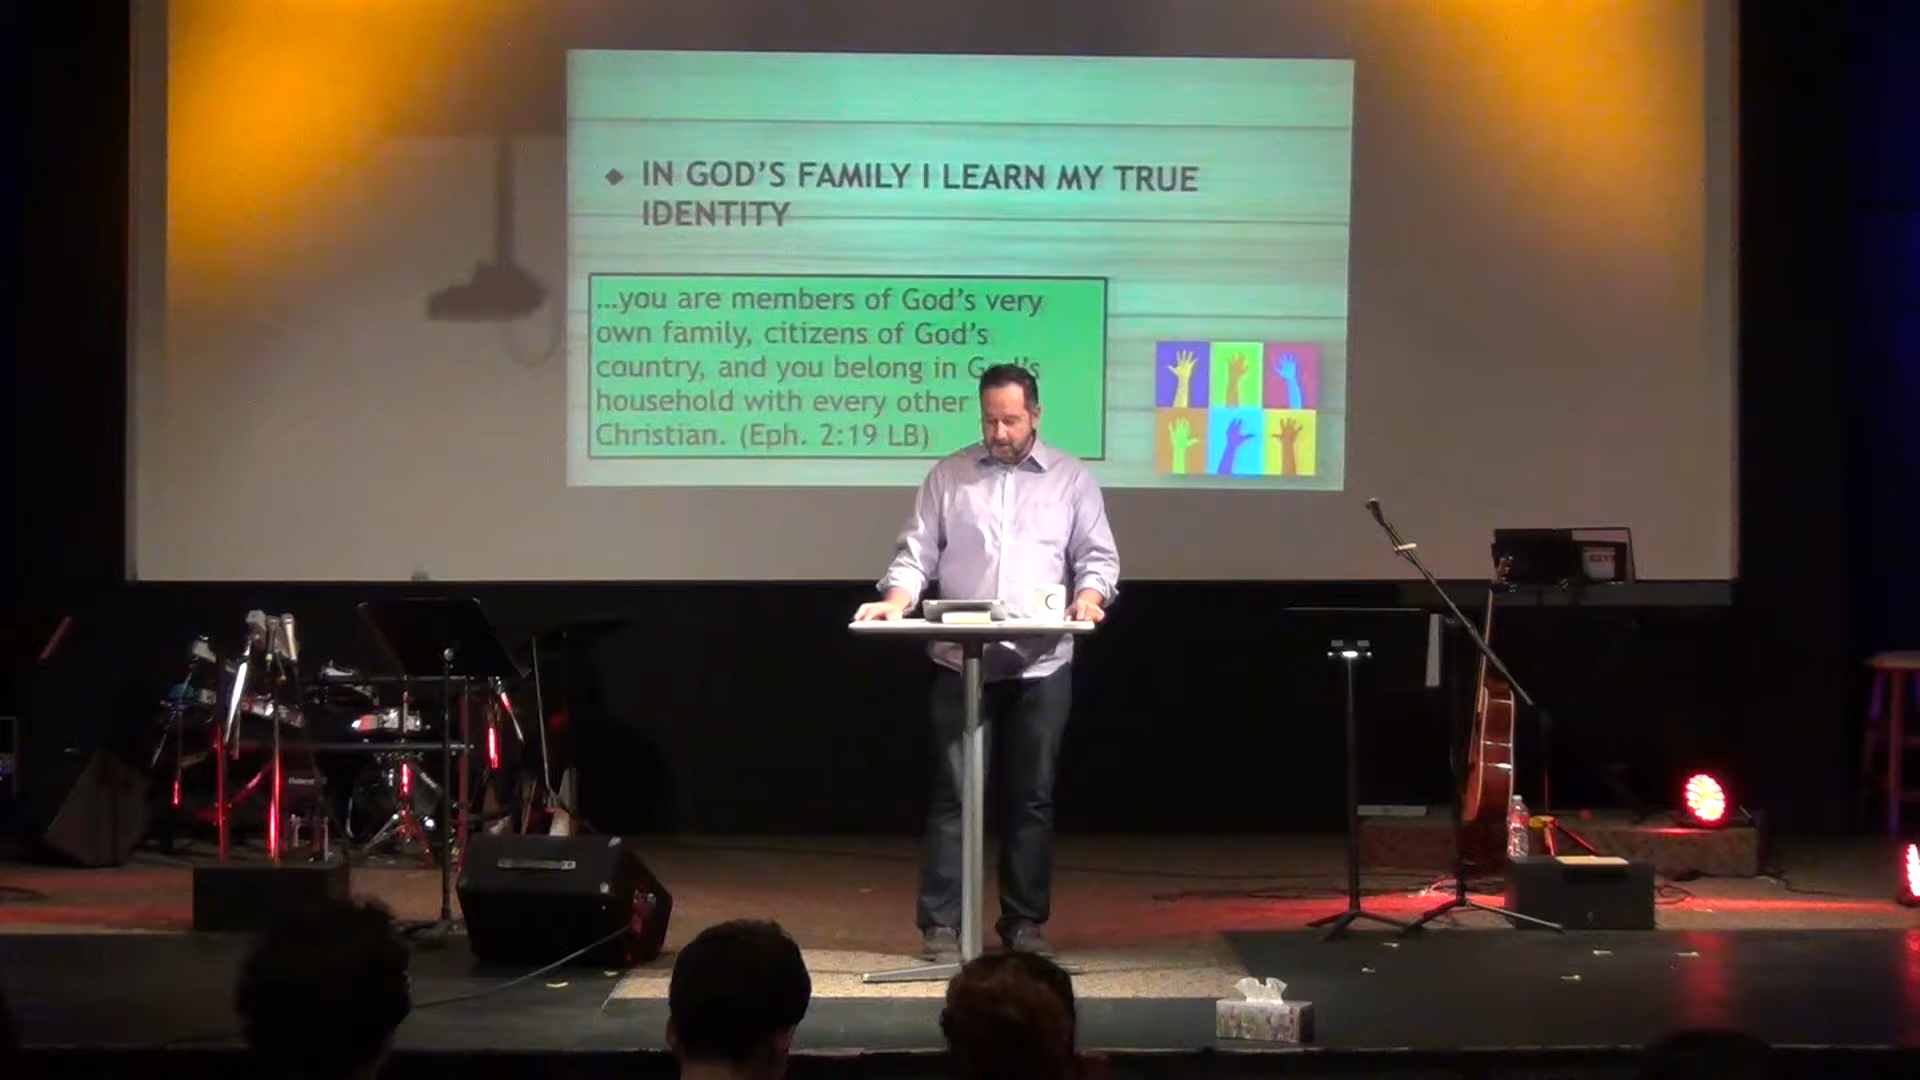 ◆ IN GOD'S FAMILY I LEARN MY TRUE
IDENTITY
...you are members of God's very
own family, citizens of God's
country, and you belong in God's
household with every other
Christian. (Eph. 2:19 LB)
C